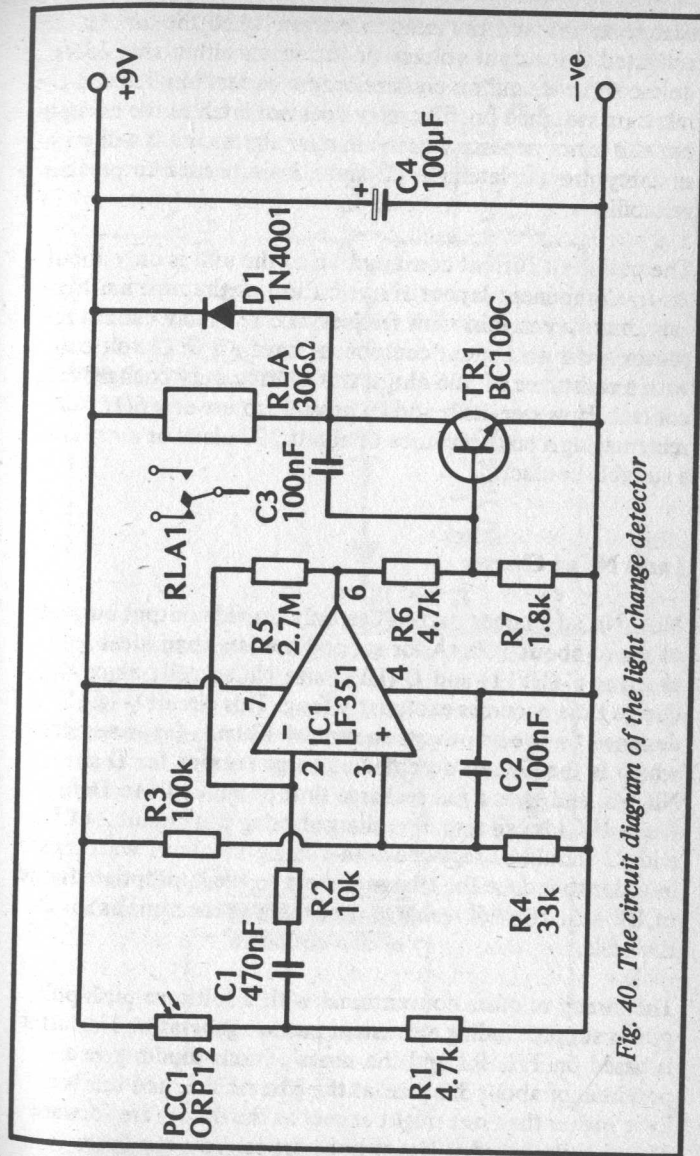 PCC1
ORP12
C1
470nF
R1
4.7k
R2
10k
R3
100k
R4
33k
2
3
7
4
6
–
+
IC1
LF351
C2
100nF
R5
2.7M
R6
4.7k
R7
1.8k
C3
100nF
RLA1
RLA
306Ω
TR1
BC109C
D1
1N4001
+
C4
100µF
+9V
–ve
Fig. 40. The circuit diagram of the light change detector